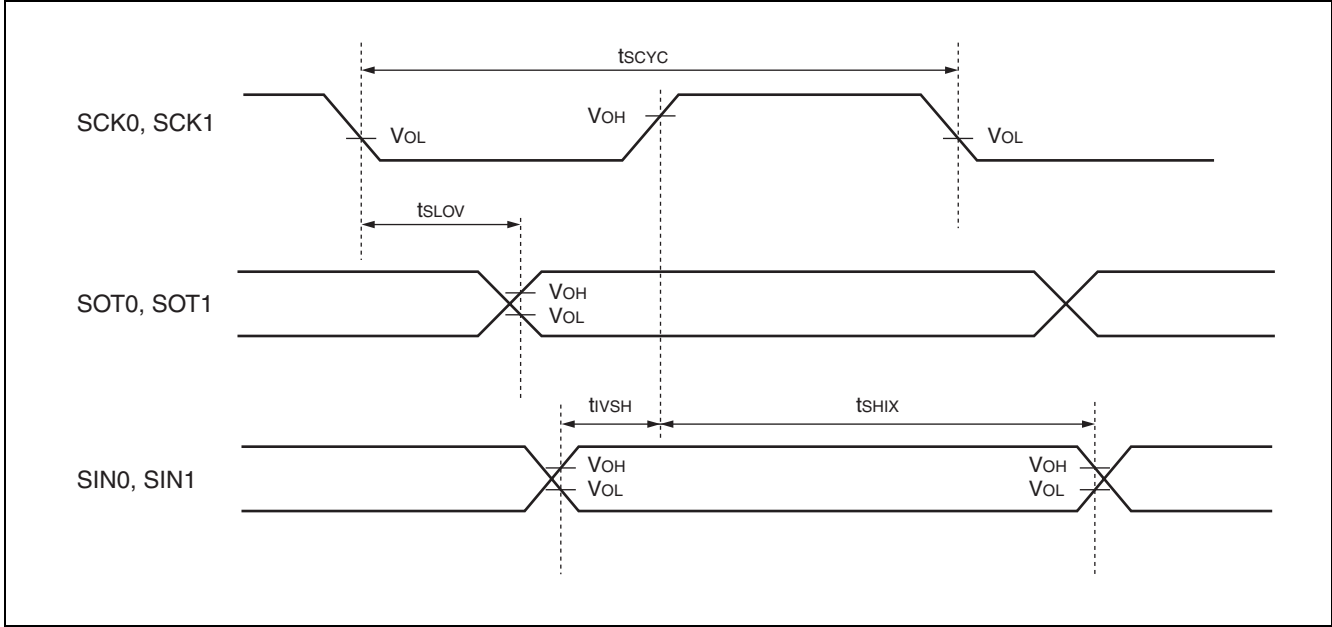 tSCYC
SCK0, SCK1
VOL
VOH
VOL
tSLOV
SOT0, SOT1
VOH
VOL
tIVSH
tSHIX
SIN0, SIN1
VOH
VOL
VOH
VOL